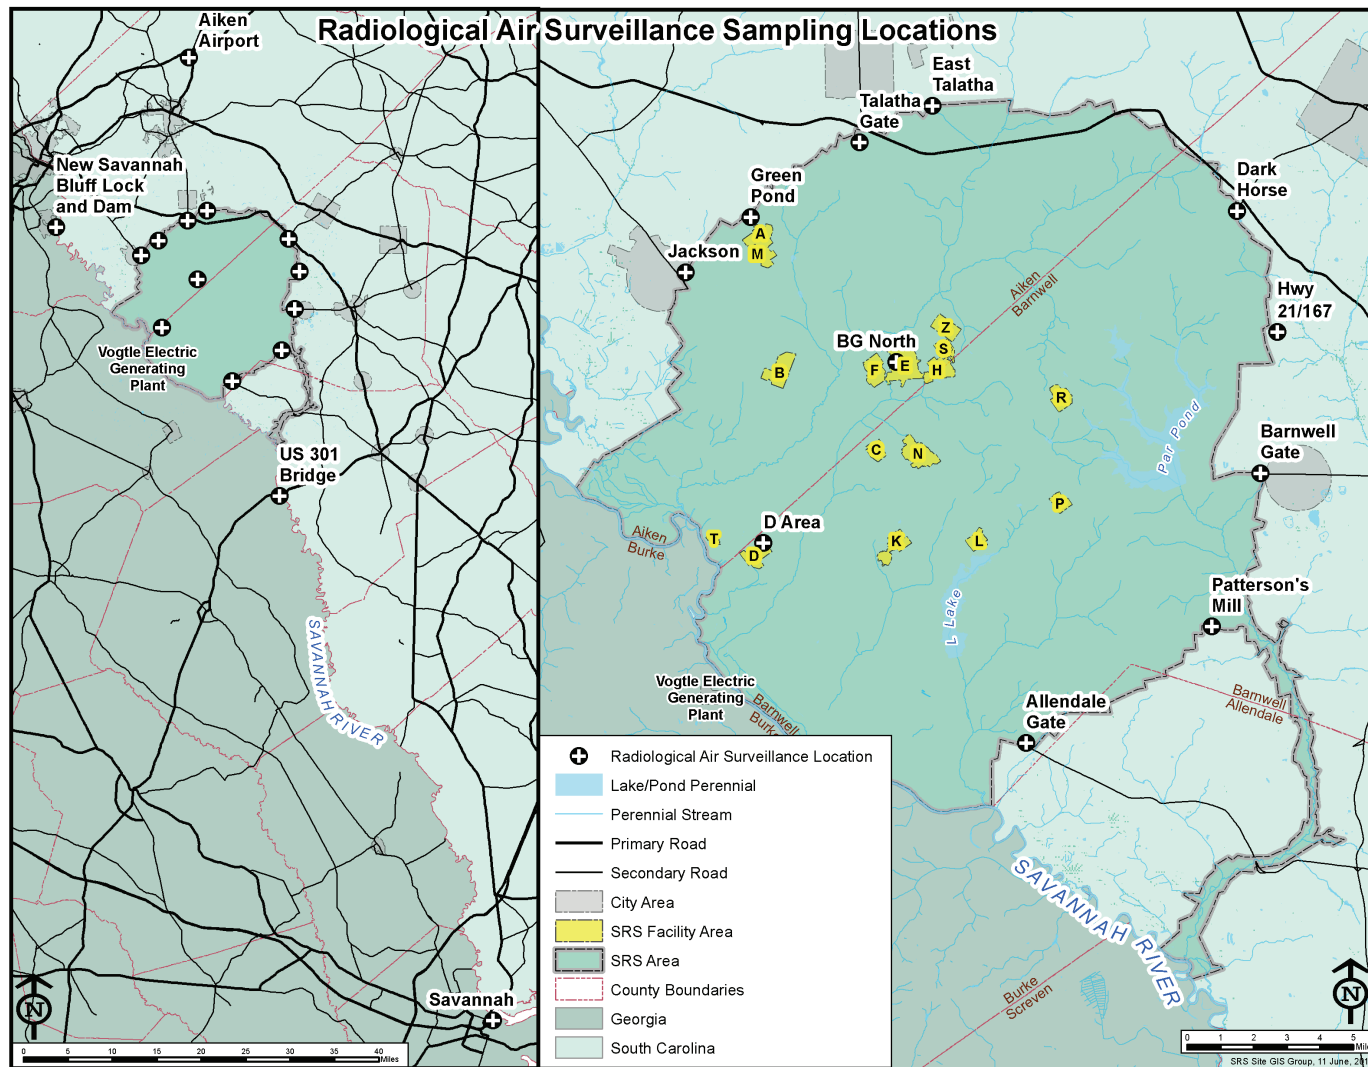 Radiological Air Surveillance Sampling Locations
Aiken
Airport
New Savannah
Bluff Lock
and Dam
Vogtle Electric
Generating
Plant
US 301
Bridge
SAVANNAH RIVER
Savannah
N
0 5 10 15 20 25 30 35 40
Miles
East
Talatha
Talatha
Gate
Green
Pond
Dark
Horse
Jackson
A
M
Aiken
Barnwell
Hwy
21/167
Z
BG North
S
B
F
E
H
R
Par Pond
Barnwell
Gate
C
N
P
D Area
Aiken
Burke
T
D
K
L
L Lake
Patterson's
Mill
Vogtle Electric
Generating
Plant
Barnwell
Burke
Barnwell
Allendale
Allendale
Gate
Radiological Air Surveillance Location
Lake/Pond Perennial
Perennial Stream
Primary Road
Secondary Road
City Area
SRS Facility Area
SRS Area
County Boundaries
Georgia
South Carolina
SAVANNAH RIVER
Burke
Screven
N
0 1 2 3 4 5
SRS Site GIS Group, 11 June,